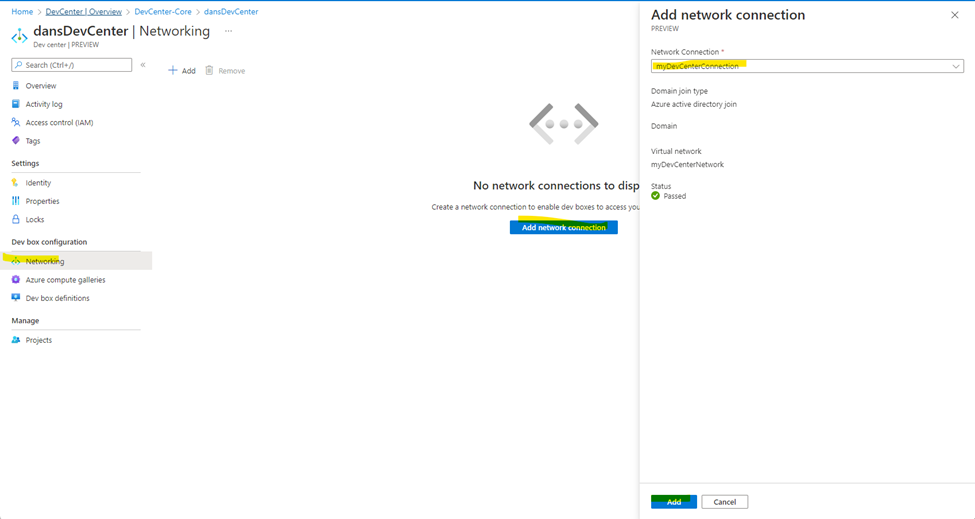 Home > DevCenter | Overview > DevCenter-Core > dansDevCenter
dansDevCenter | Networking ...
Dev center | PREVIEW
Search (Ctrl+/)
«
Overview
Activity log
Access control (IAM)
Tags
Settings
Identity
Properties
Locks
Dev box configuration
Networking
Azure compute galleries
Dev box definitions
Manage
Projects
+ Add Remove
No network connections to disp
Create a network connection to enable dev boxes to access you
Add network connection
Add network connection
PREVIEW
Network Connection *
myDevCenterConnection
Domain join type
Azure active directory join
Domain
Virtual network
myDevCenterNetwork
Status
Passed
Add Cancel